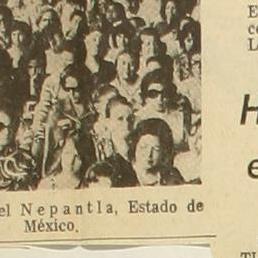 el Nepantla, Estado de
México.
H
e